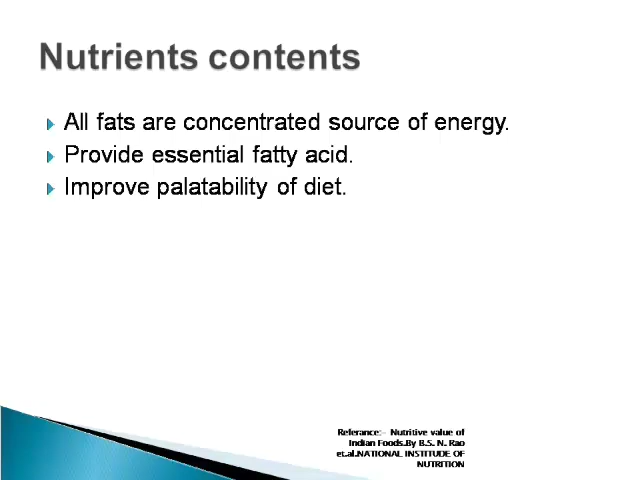 Nutrients contents
All fats are concentrated source of energy.
Provide essential fatty acid.
Improve palatability of diet.
Referance:- Nutritive value of
Indian Foods.By B.S. N. Rao
et.al.NATIONAL INSTITUDE OF
NUTRITION